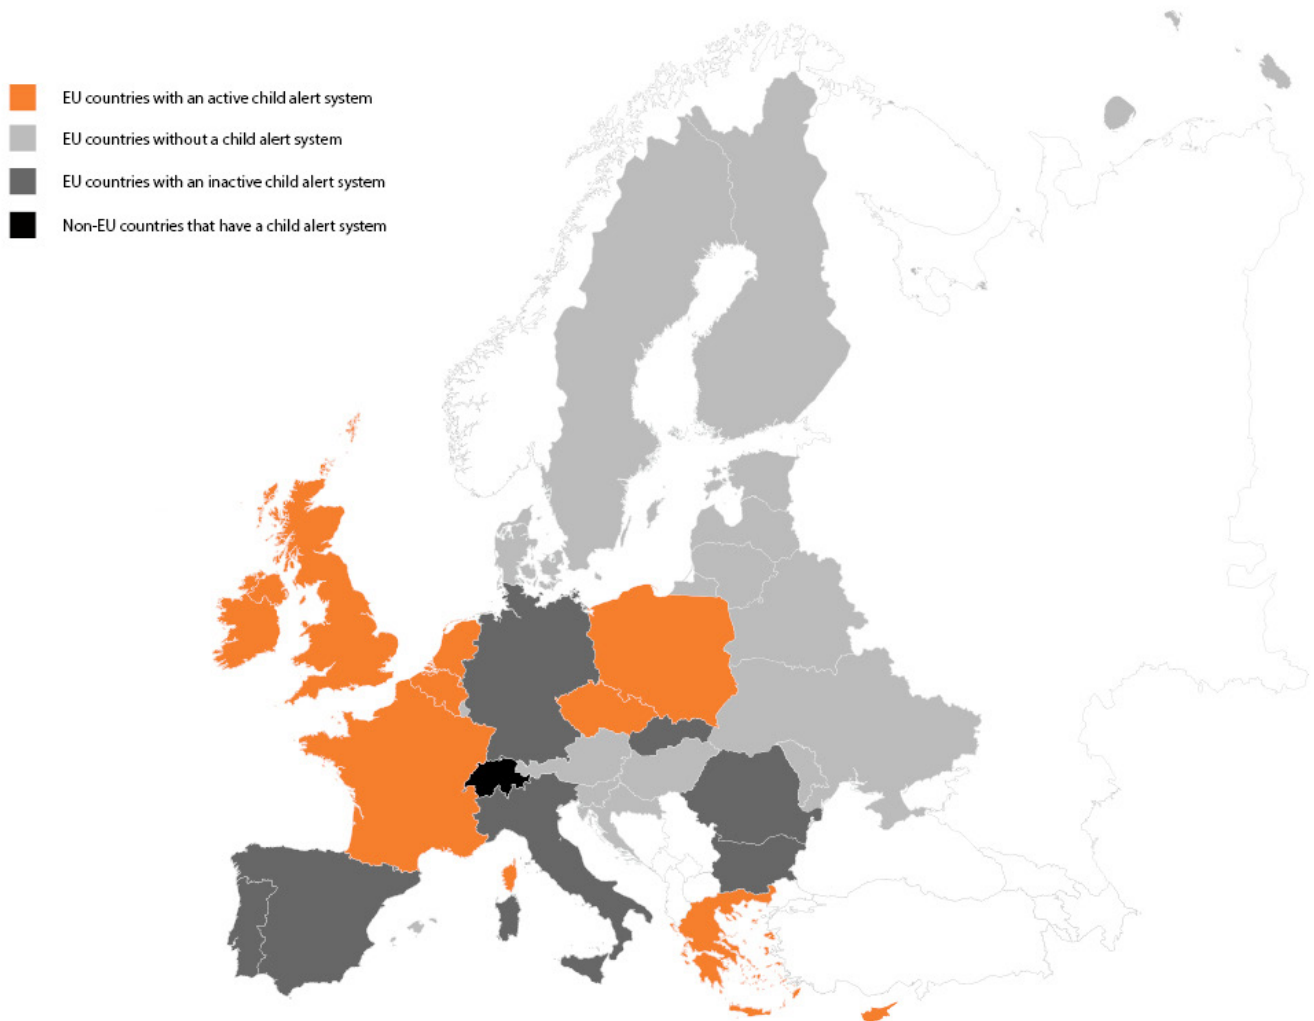 EU countries with an active child alert system
EU countries without a child alert system
EU countries with an inactive child alert system
Non-EU countries that have a child alert system